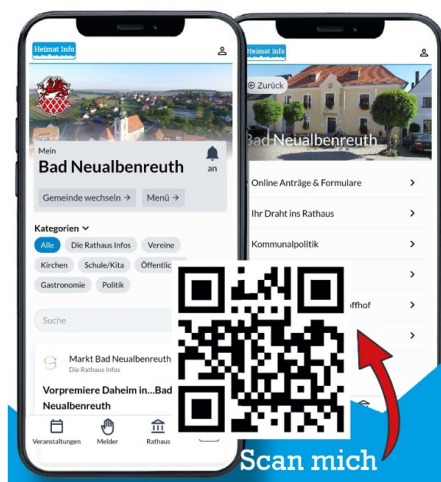 Heimat Info
Mein
Bad Neualbenreuth
an
Gemeinde wechseln →
Menü →
Kategorien
Alle
Die Rathaus Infos
Vereine
Kirchen
Schule/Kita
Gastronomie
Politik
Suche
Markt Bad Neualbenreuth
Die Rathaus Infos
Vorpremiere Daheim in...Bad
Neualbenreuth
Veranstaltungen
Melder
Rathaus
Heimat Info
Zurück
Bad Neualbenreuth
Online Anträge & Formulare
Ihr Draht ins Rathaus
Kommunalpolitik
Scan mich